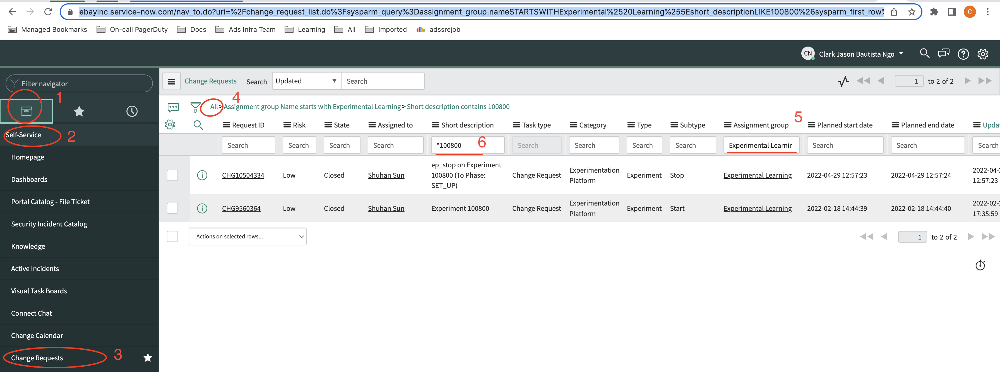 ebayinc.service-now.com/nav_to.do?uri=%2Fchange_request_list.do%3Fsysparm_query%3Dassignment_group.nameSTARTSWITHExperimental%2520Learning%255Eshort_descriptionLIKE100800%26sysparm_first_row%
C
Managed Bookmarks On-call PagerDuty Docs Ads Infra Team Learning All Imported adssrejob
CN Clark Jason Bautista Ngo
Filter navigator
1
Self-Service 2
Homepage
Dashboards
Portal Catalog - File Ticket
Security Incident Catalog
Knowledge
Active Incidents
Visual Task Boards
Connect Chat
Change Calendar
Change Requests 3
Change Requests Search Updated Search 1 to 2 of 2
4
All > Assignment group Name starts with Experimental Learning > Short description contains 100800
5
Request ID Risk State Assigned to Short description Task type Category Type Subtype Assignment group Planned start date Planned end date Updat
Search Search Search Search *100800 6 Search Search Search Search Experimental Learnir Search Search Search
CHG10504334 Low Closed Shuhan Sun ep_stop on Experiment 100800 (To Phase: SET_UP) Change Request Experimentation Platform Experiment Stop Experimental Learning 2022-04-29 12:57:23 2022-04-29 12:57:24 2022-04-2 12:57:23
CHG9560364 Low Closed Shuhan Sun Experiment 100800 Change Request Experimentation Platform Experiment Start Experimental Learning 2022-02-18 14:44:39 2022-02-18 14:44:40 2022-02-2 17:35:59
Actions on selected rows... 1 to 2 of 2